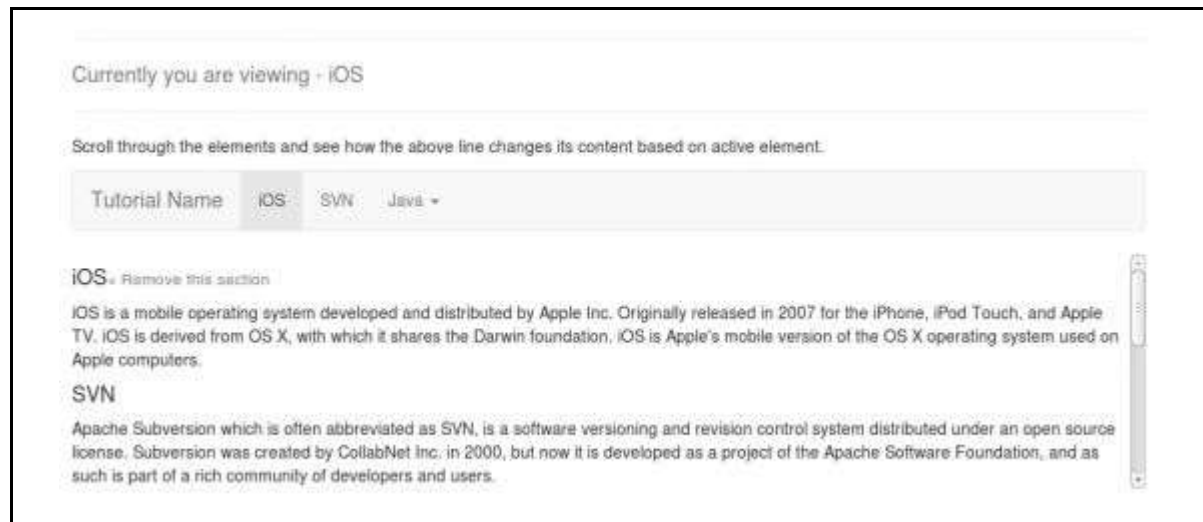 Currently you are viewing - iOS
Scroll through the elements and see how the above line changes its content based on active element.
Tutorial Name iOS SVN Java
iOS × Remove this section
iOS is a mobile operating system developed and distributed by Apple Inc. Originally released in 2007 for the iPhone, iPod Touch, and Apple
TV. iOS is derived from OS X, with which it shares the Darwin foundation. iOS is Apple's mobile version of the OS X operating system used on
Apple computers.
SVN
Apache Subversion which is often abbreviated as SVN, is a software versioning and revision control system distributed under an open source
license. Subversion was created by CollabNet Inc. in 2000, but now it is developed as a project of the Apache Software Foundation, and as
such is part of a rich community of developers and users.